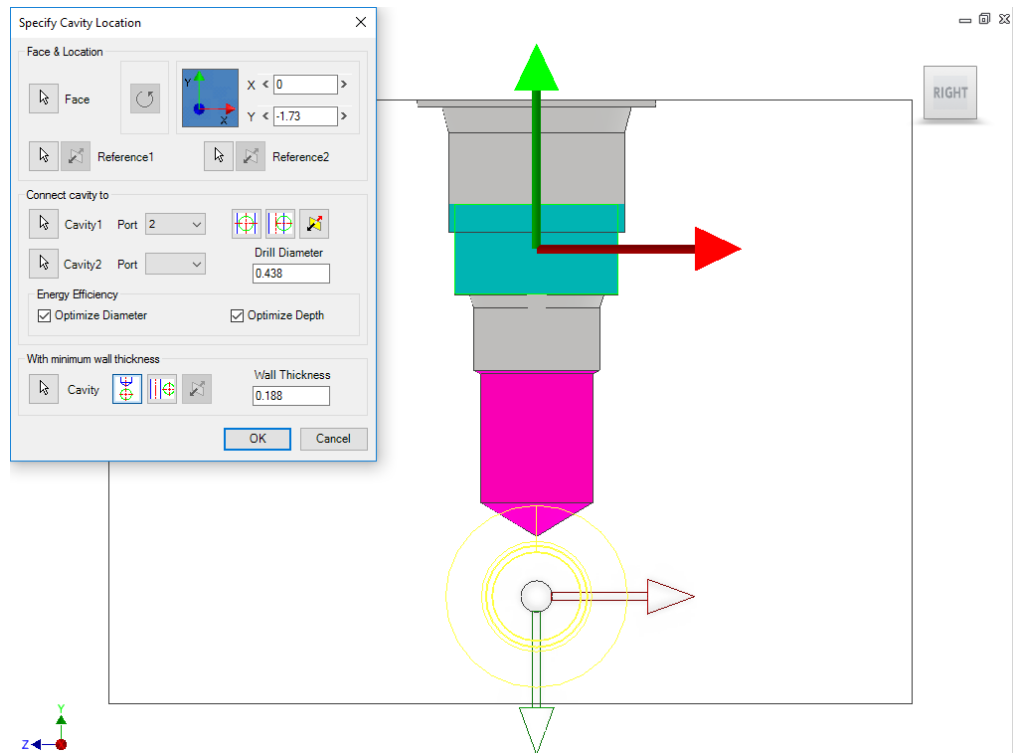 Specify Cavity Location
Face & Location
Face
Y
X
X < 0 >
Y < -1.73 >
Reference1
Reference2
Connect cavity to
Cavity1 Port 2
Cavity2 Port
Drill Diameter
0.438
Energy Efficiency
Optimize Diameter
Optimize Depth
With minimum wall thickness
Cavity
Wall Thickness
0.188
OK
Cancel
RIGHT
Y
Z